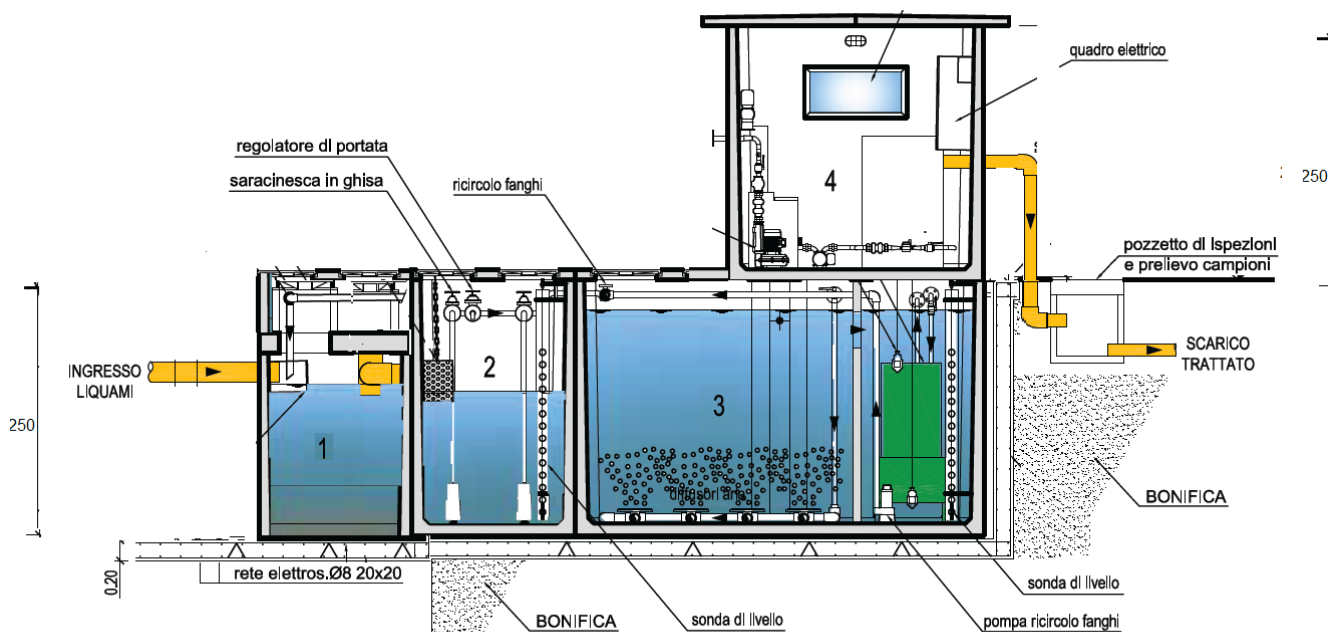 quadro elettrico
250
regolatore di portata
saracinesca in ghisa
ricircolo fanghi
4
pozzetto di ispezioni
e prelievo campioni
INGRESSO
LIQUAMI
2
SCARICO
TRATTATO
3
250
1
difusori aria
BONIFICA
0.20
rete elettros.Ø8 20x20
sonda di livello
BONIFICA
sonda di livello
pompa ricircolo fanghi